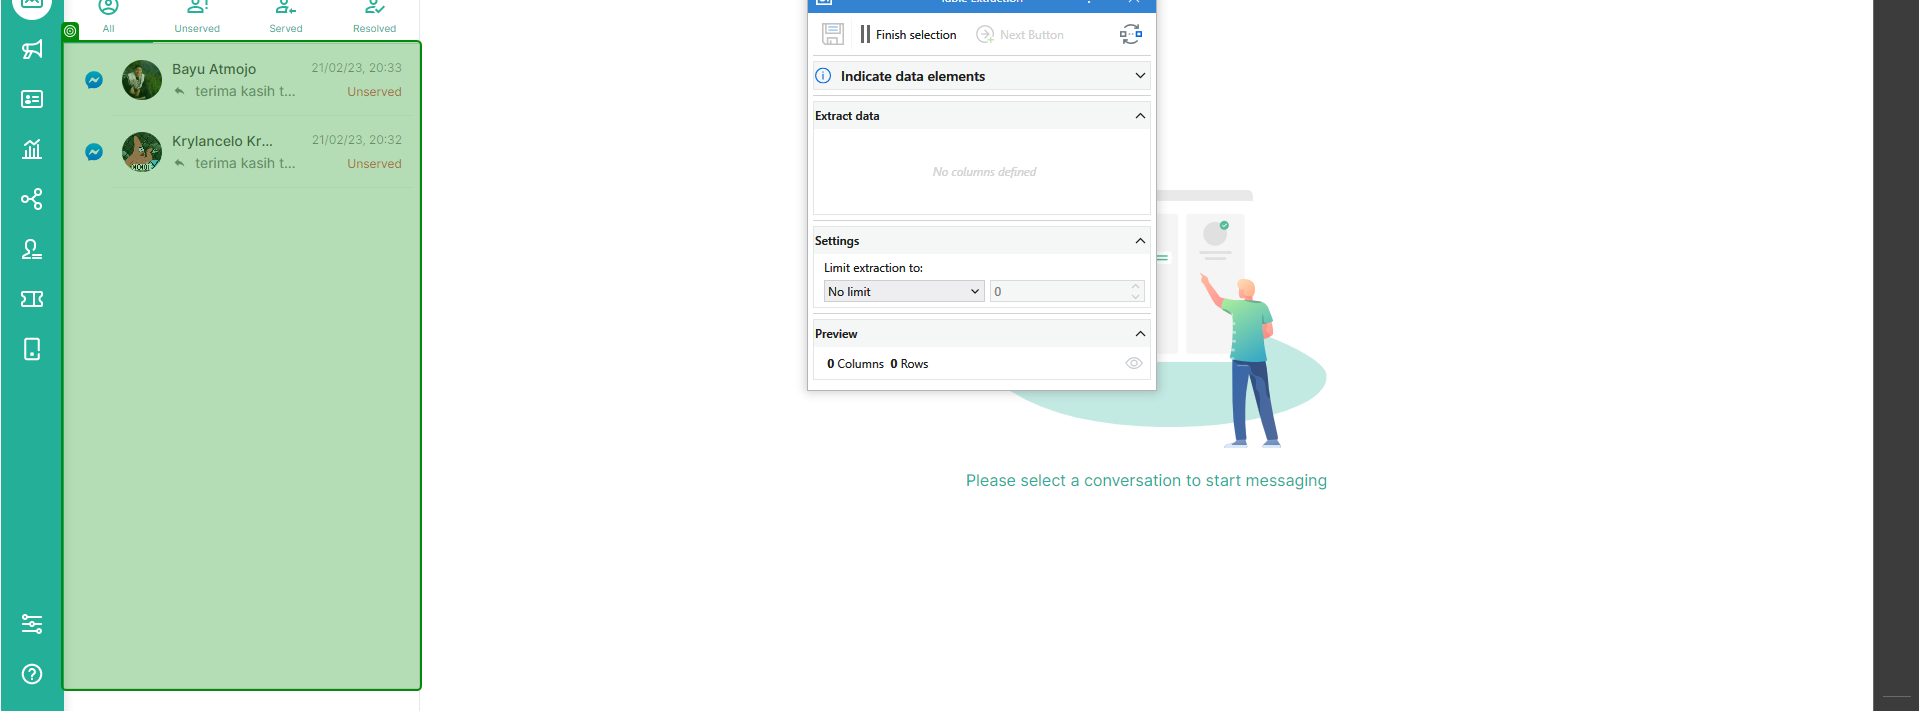 All
Unserved
Served
Resolved
Bayu Atmojo
21/02/23, 20:33
terima kasih t...
Unserved
Krylancelo Kr...
21/02/23, 20:32
terima kasih t...
Unserved
Table Extraction
Finish selection
Next Button
Indicate data elements
Extract data
No columns defined
Settings
Limit extraction to:
No limit
0
Preview
0 Columns 0 Rows
Please select a conversation to start messaging